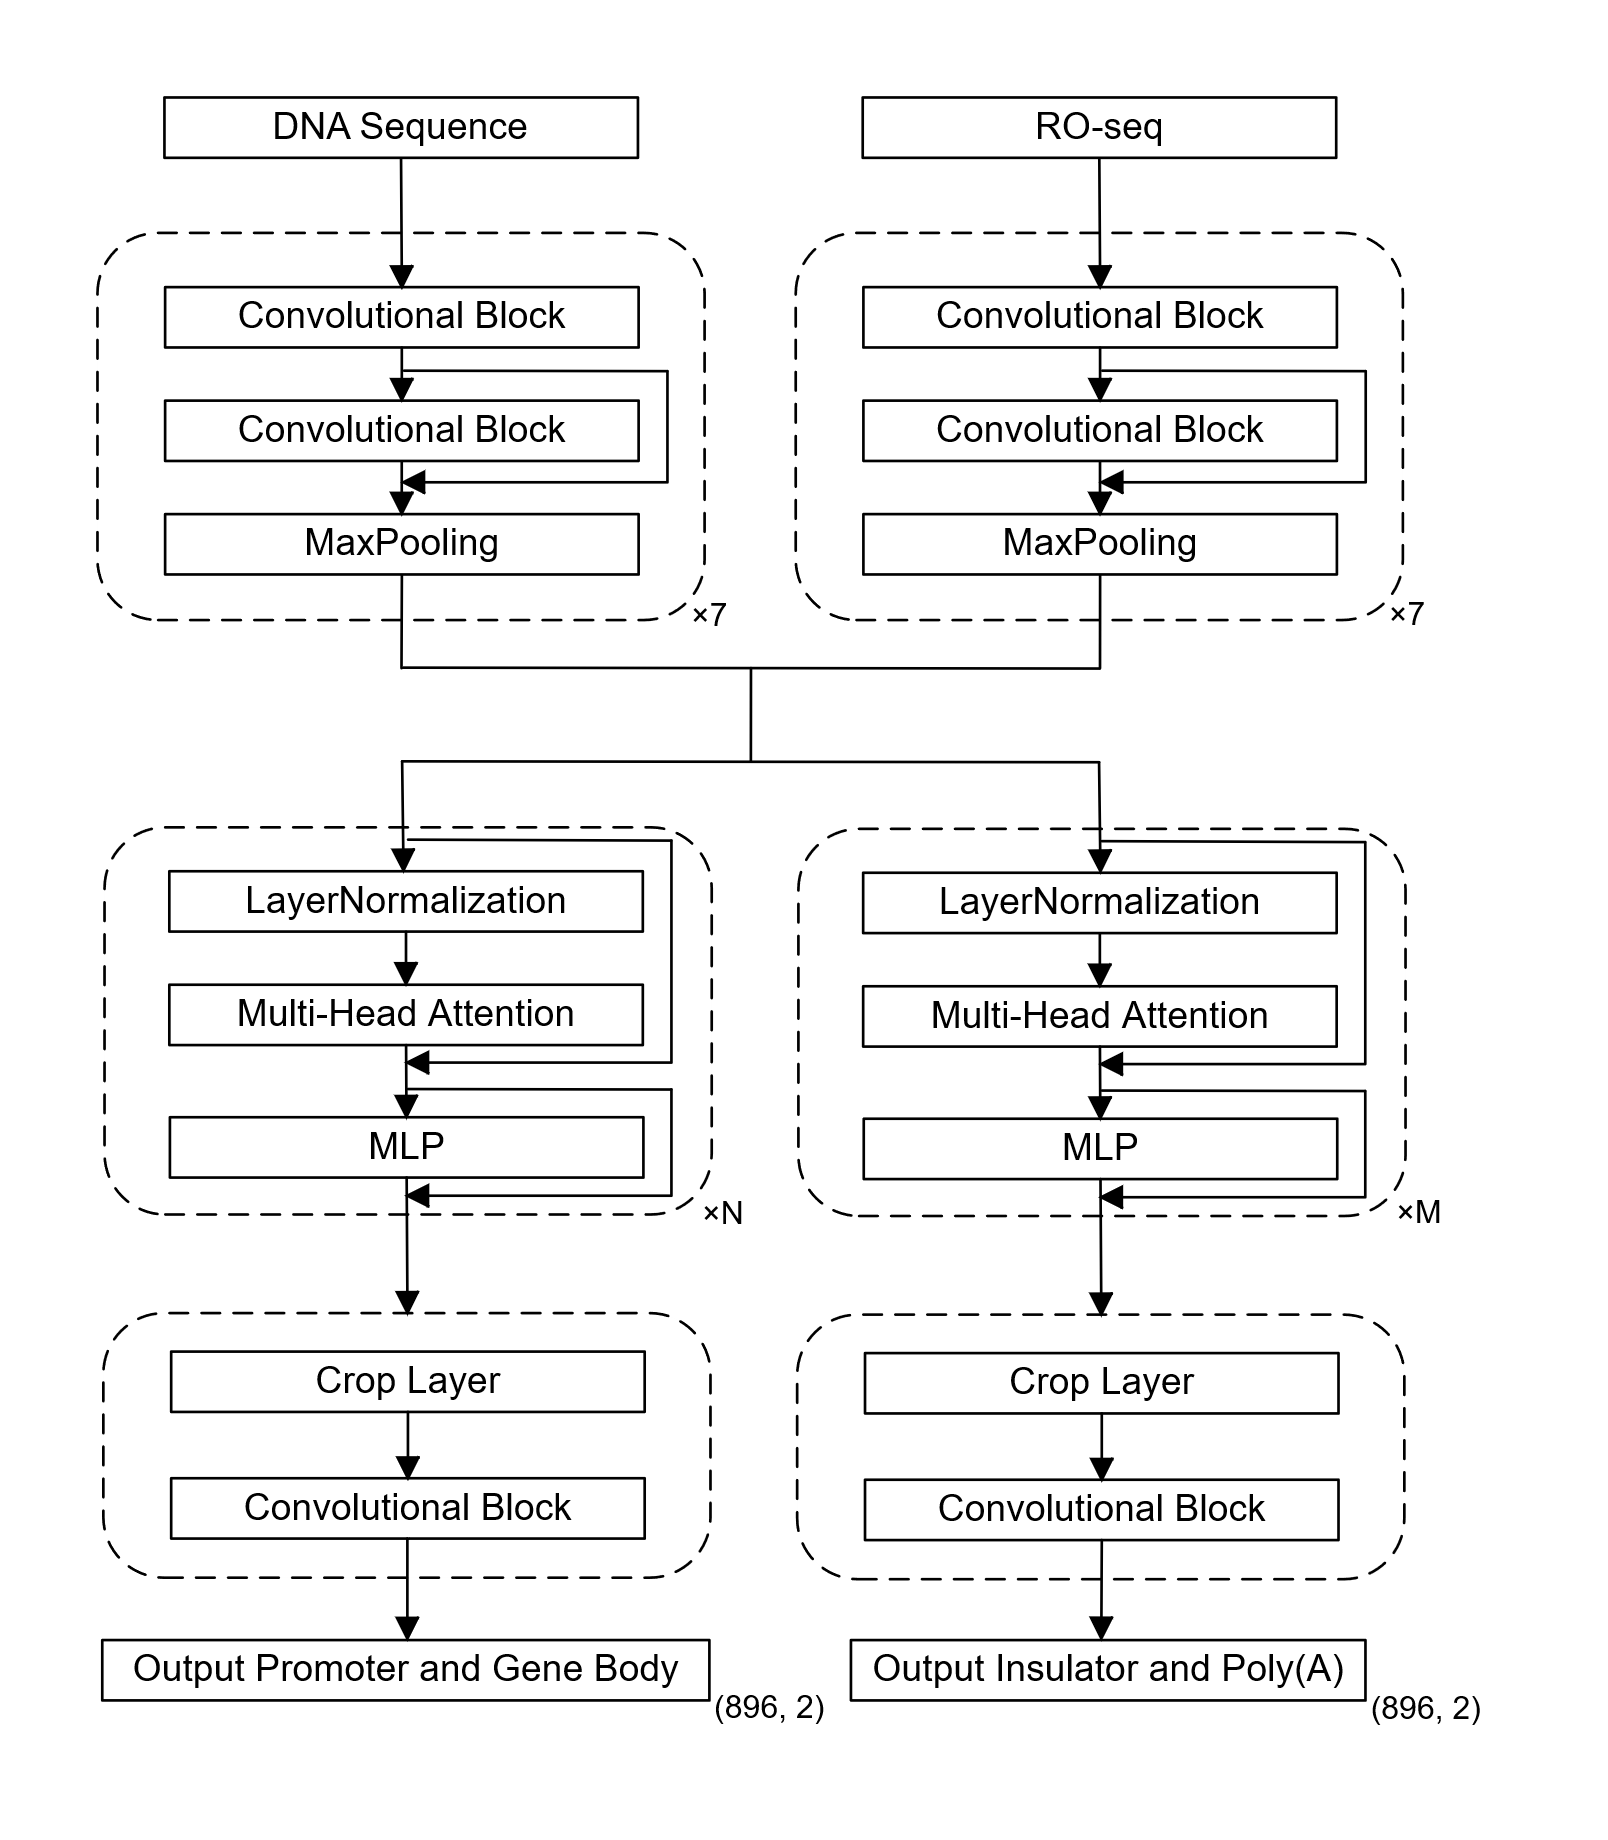 DNA Sequence
RO-seq
Convolutional Block
Convolutional Block
Convolutional Block
Convolutional Block
MaxPooling
MaxPooling
×7
×7
LayerNormalization
LayerNormalization
Multi-Head Attention
Multi-Head Attention
MLP
MLP
×N
×M
Crop Layer
Crop Layer
Convolutional Block
Convolutional Block
Output Promoter and Gene Body
Output Insulator and Poly(A)
(896, 2)
(896, 2)